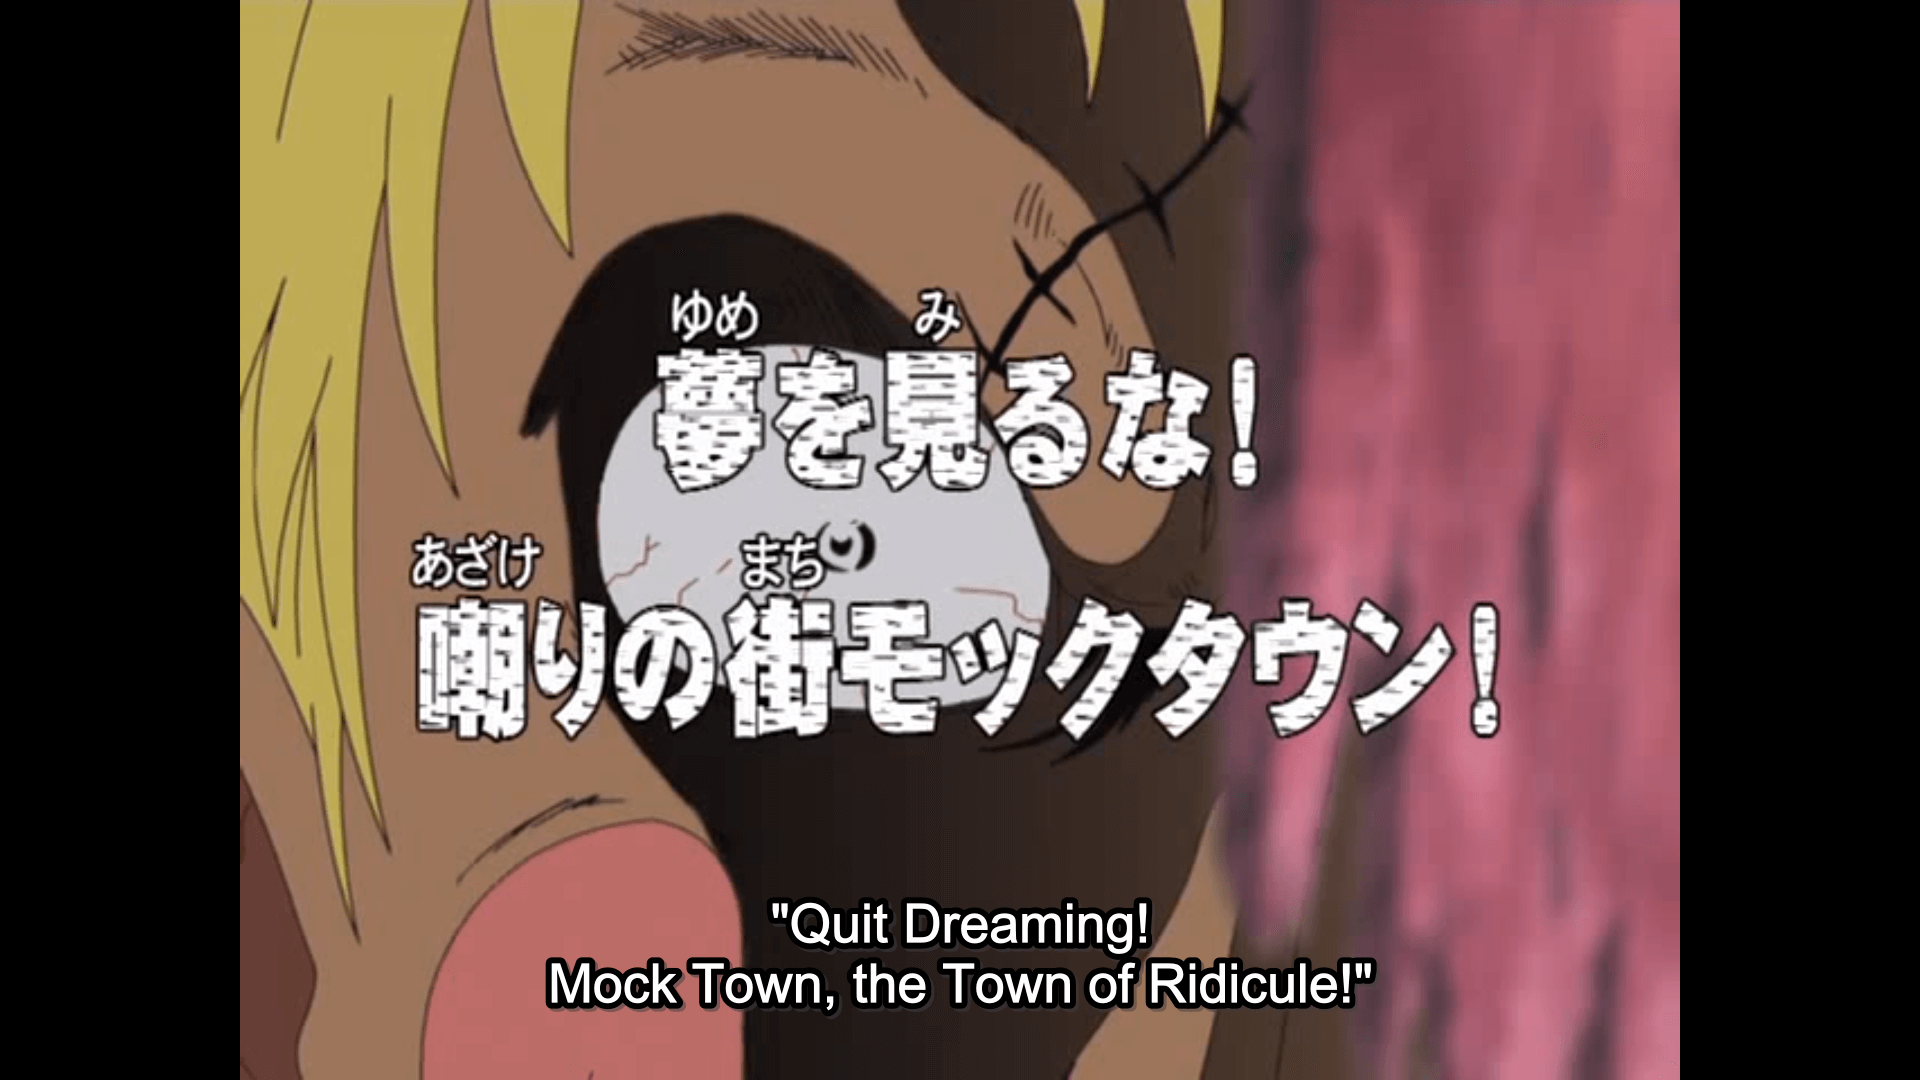 ゆめ み
夢を見るな!
あざけ まち
嘲りの街モックタウン!
"Quit Dreaming!
Mock Town, the Town of Ridicule!"